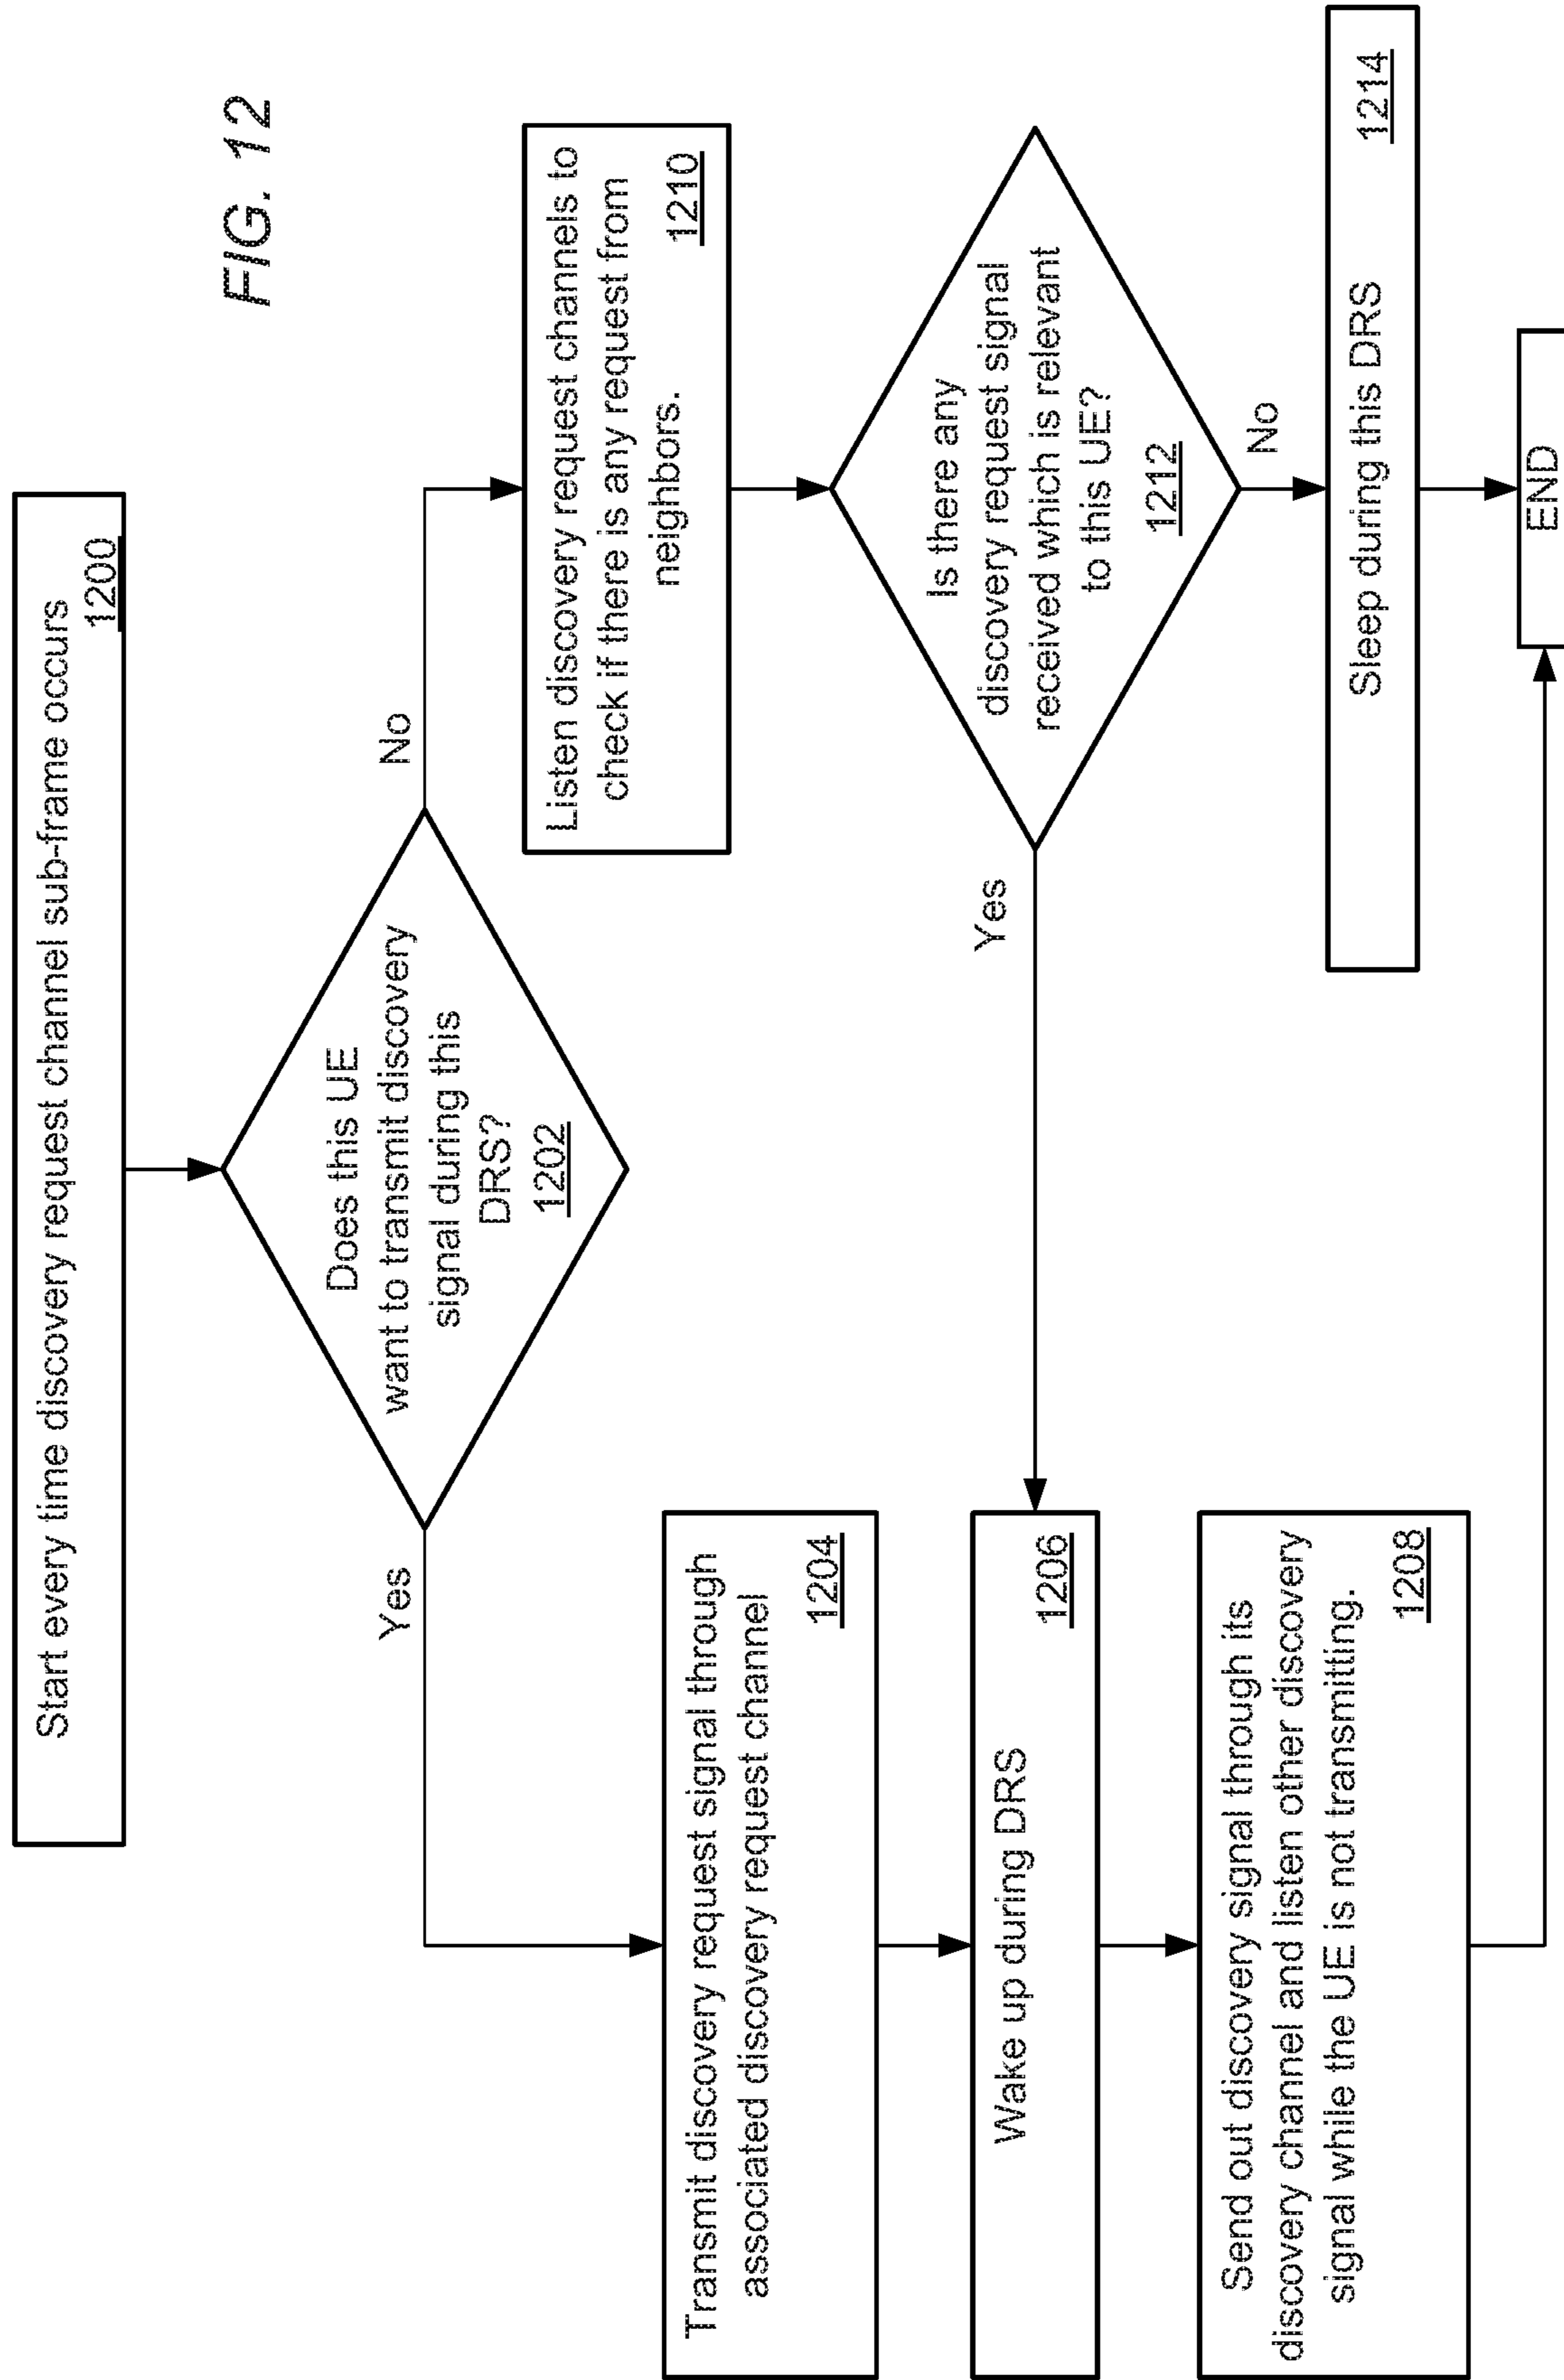 FIG. 12
Start every time discovery request channel sub-frame occurs
1200
Does this UE
want to transmit discovery
signal during this
DRS?
1202
Yes
No
Transmit discovery request signal through
associated discovery request channel
1204
Listen discovery request channels to
check if there is any request from
neighbors.
1210
Is there any
discovery request signal
received which is relevant
to this UE?
1212
Yes
No
Wake up during DRS
1206
Send out discovery signal through its
discovery channel and listen other discovery
signal while the UE is not transmitting.
1208
Sleep during this DRS
1214
END